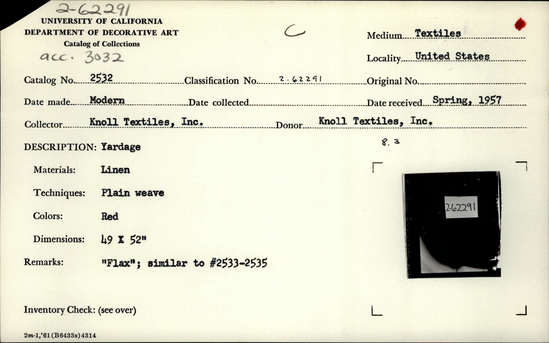 2-62291
UNIVERSITY OF CALIFORNIA
DEPARTMENT OF DECORATIVE ART
Catalog of Collections
acc. 3032
C
Medium Textiles
Locality United States
Catalog No. 2532 Classification No. 2.62291 Original No.
Date made Modern Date collected Date received Spring, 1957
Collector Knoll Textiles, Inc. Donor Knoll Textiles, Inc.
DESCRIPTION: Yardage
8.3
Materials: Linen
Techniques: Plain weave
Colors: Red
Dimensions: 49 X 52"
Remarks: "Flax"; similar to #2533-2535
262291
Inventory Check: (see over)
2m-1,'61(B6433s)4314